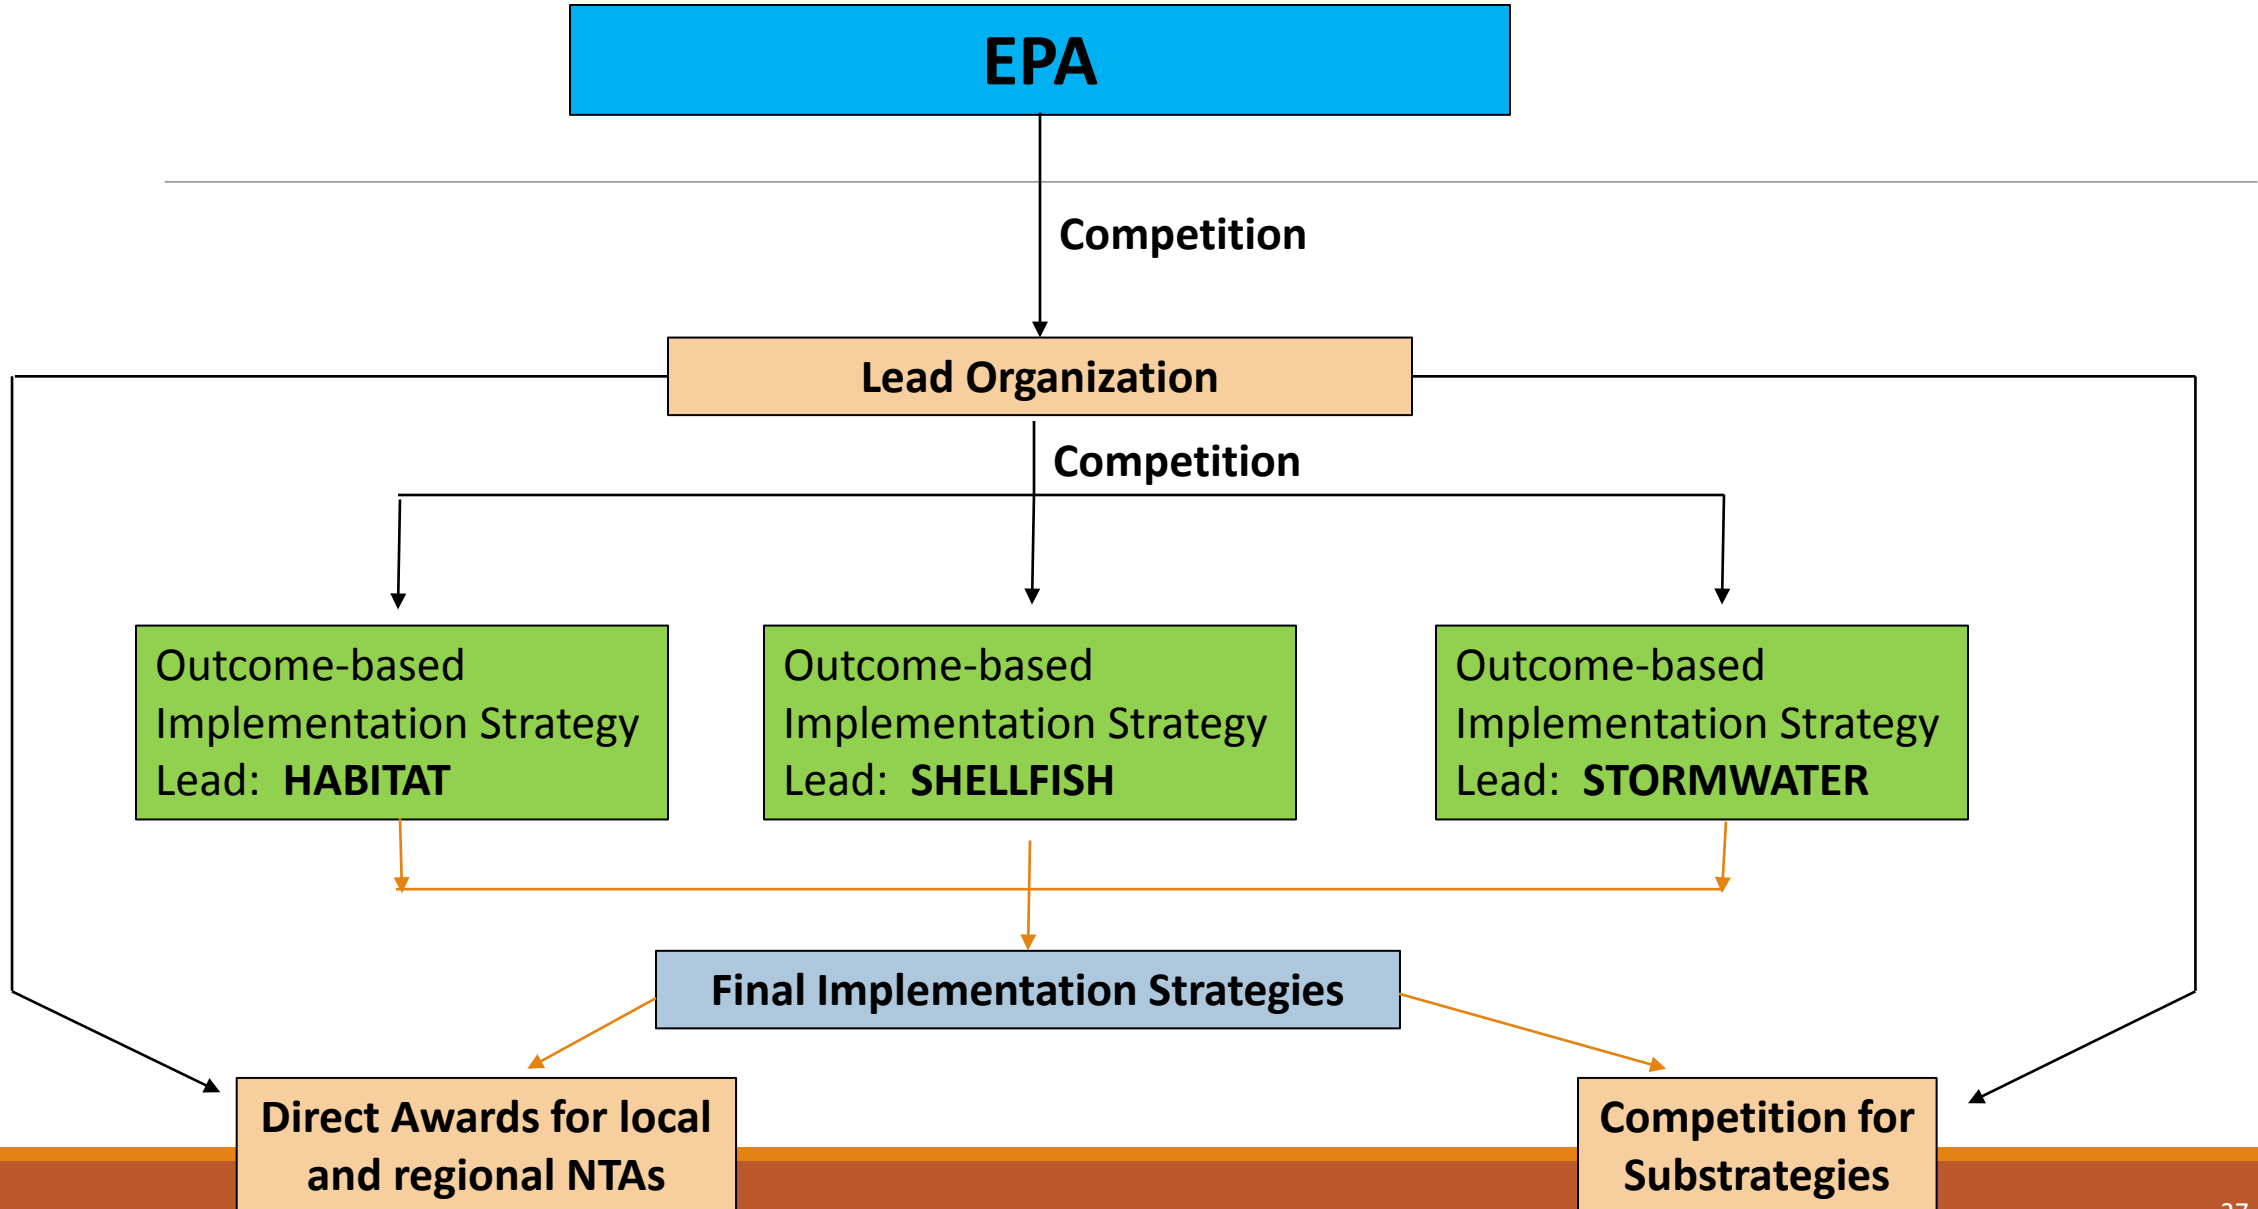 EPA
Competition
Lead Organization
Competition
Outcome-based
Implementation Strategy
Lead:  HABITAT
Outcome-based
Implementation Strategy
Lead:  SHELLFISH
Outcome-based
Implementation Strategy
Lead:  STORMWATER
Final Implementation Strategies
Direct Awards for local
and regional NTAs
Competition for
Substrategies